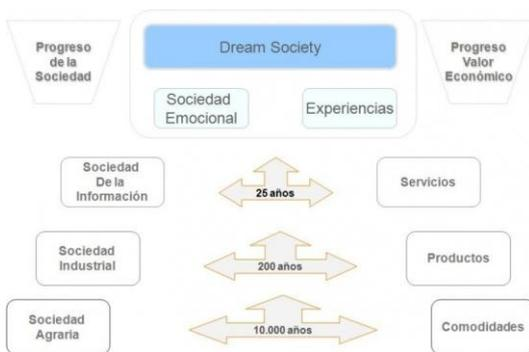 Progreso
de la
Sociedad
Dream Society
Progreso
Valor
Económico
Sociedad
Emocional
Experiencias
Sociedad
De la
Información
25 años
Servicios
Sociedad
Industrial
200 años
Productos
Sociedad
Agraria
10.000 años
Comodidades